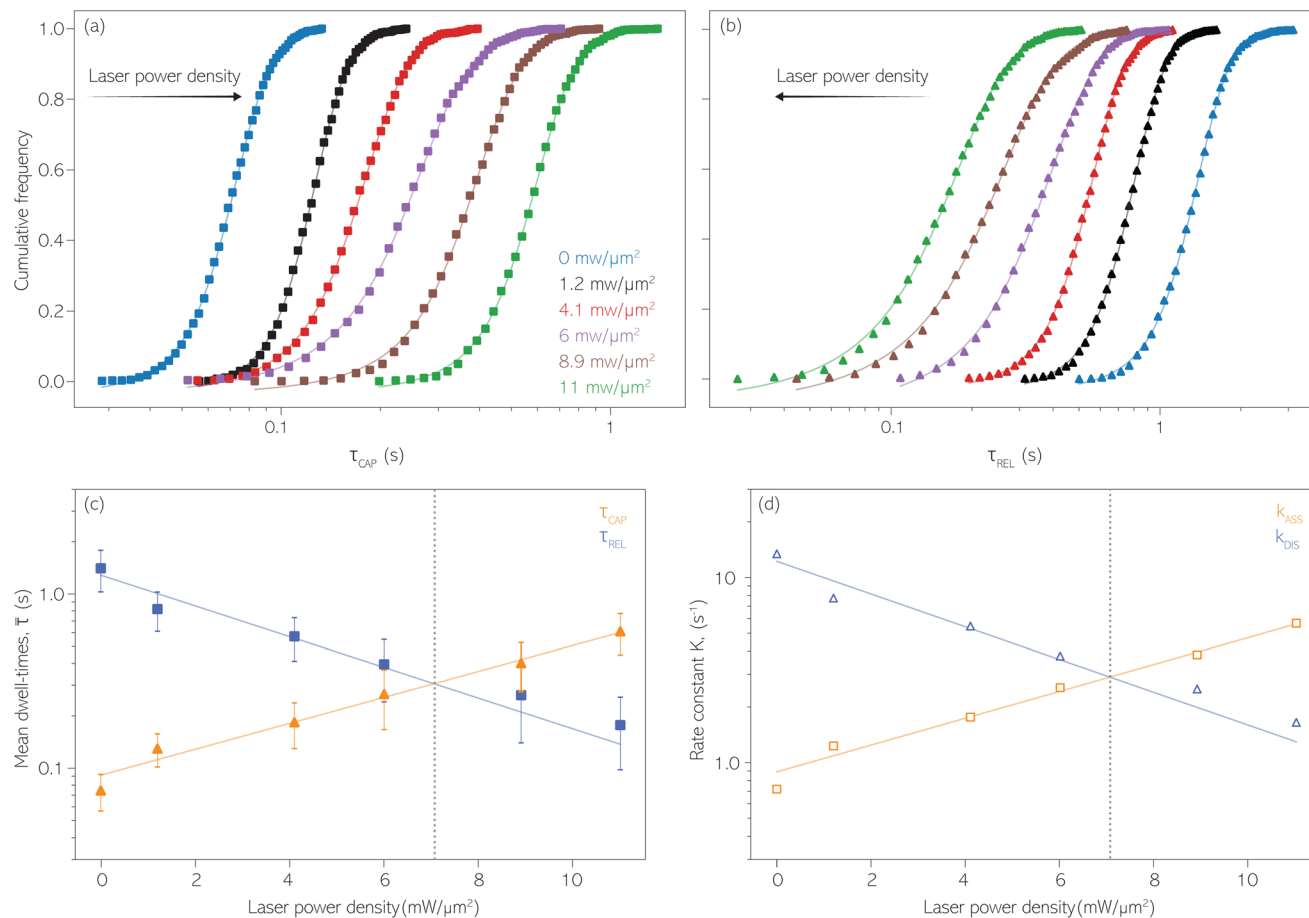 (a)
Laser power density
Cumulative frequency
1.0
0.8
0.6
0.4
0.2
0.0
0 mw/μm²
1.2 mw/μm²
4.1 mw/μm²
6 mw/μm²
8.9 mw/μm²
11 mw/μm²
0.1
1
τCAP (s)
(b)
Laser power density
0.1
1
τREL (s)
(c)
τCAP
τREL
Mean dwell-times, τ̅ (s)
1.0
0.1
0
2
4
6
8
10
Laser power density(mW/μm²)
(d)
kASS
kDIS
Rate constant K, (s⁻¹)
10
1.0
0
2
4
6
8
10
Laser power density(mW/μm²)